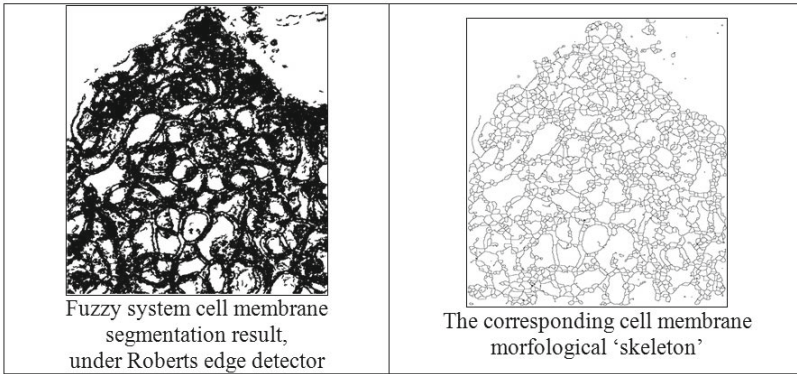 Fuzzy system cell membrane
segmentation result,
under Roberts edge detector
The corresponding cell membrane
morfological ‘skeleton’